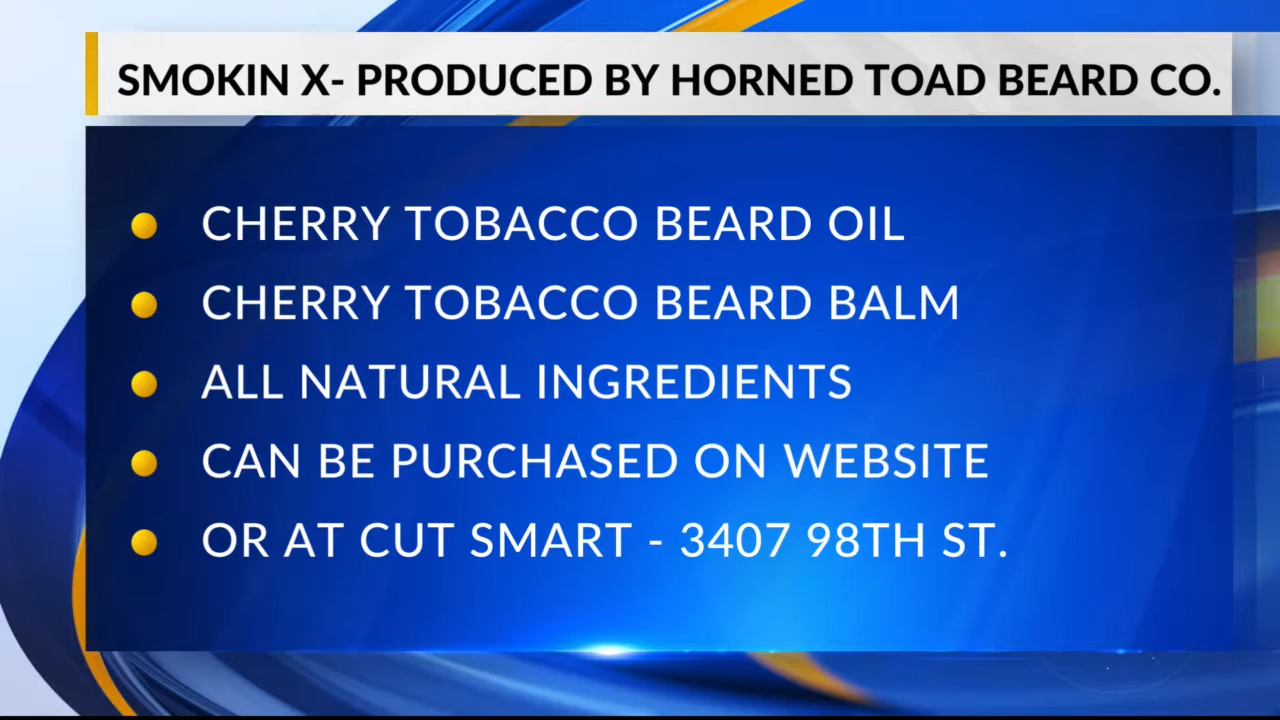 SMOKIN X- PRODUCED BY HORNED TOAD BEARD CO.
CHERRY TOBACCO BEARD OIL
CHERRY TOBACCO BEARD BALM
ALL NATURAL INGREDIENTS
CAN BE PURCHASED ON WEBSITE
OR AT CUT SMART - 3407 98TH ST.